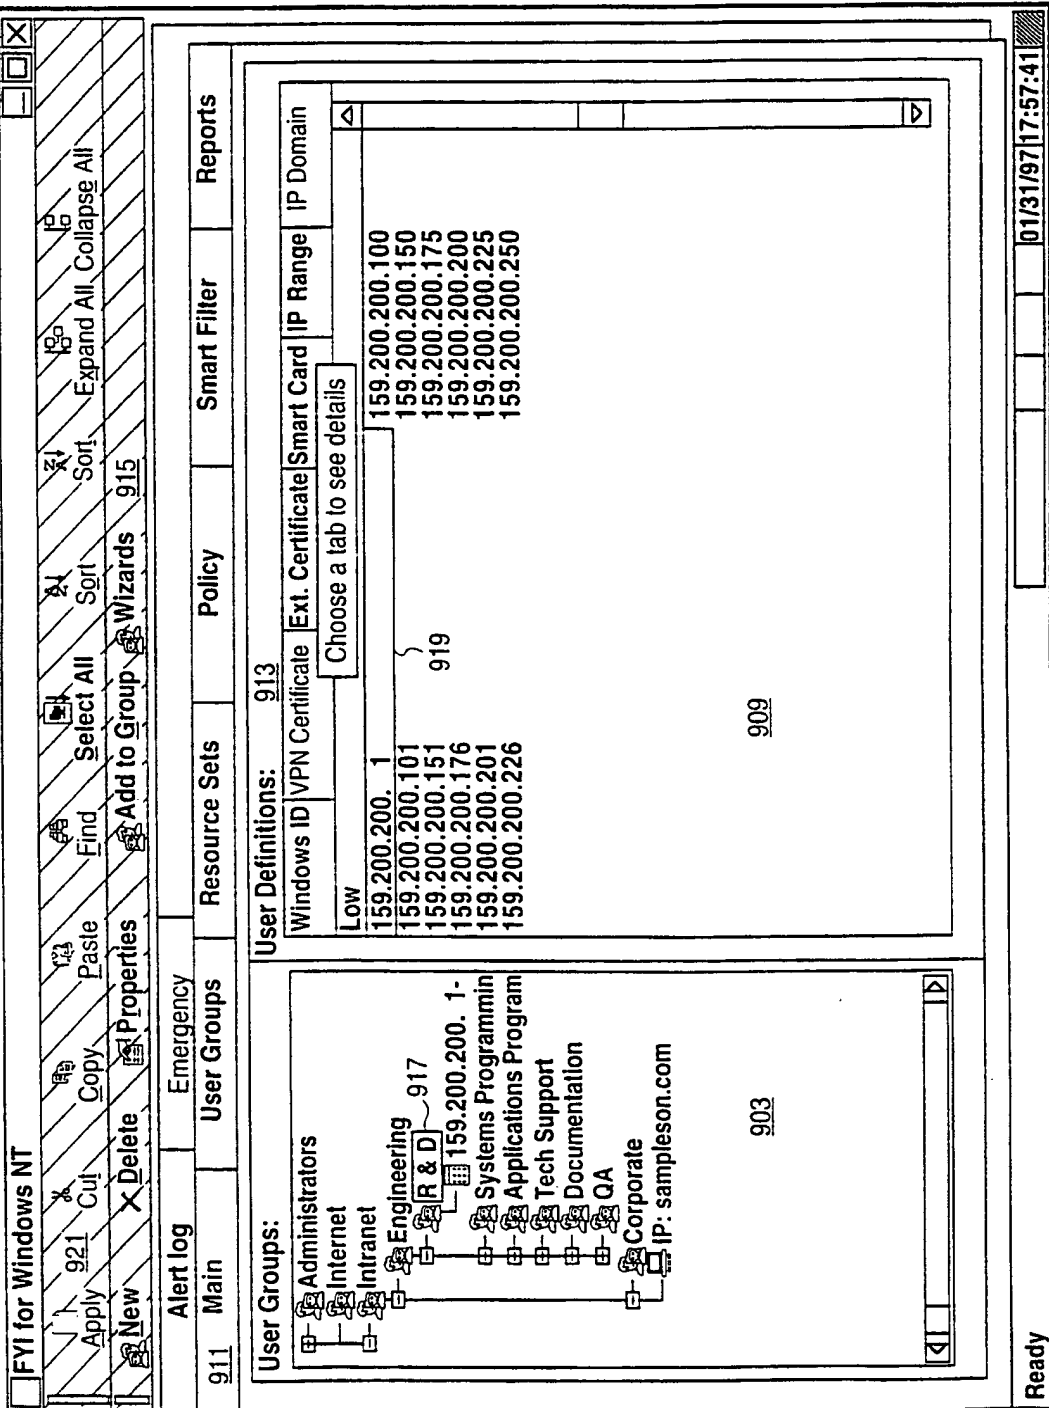 FYI for Windows NT
Apply 921 Cut Copy Paste Find Select All Sort Sort Expand All Collapse All
New Delete Properties Add to Group Wizards 915
Alert log Emergency
911 Main User Groups Resource Sets Policy Smart Filter Reports
User Groups:
Administrators
Internet
Intranet
Engineering
R & D 917
159.200.200. 1-
Systems Programmin
Applications Program
Tech Support
Documentation
QA
Corporate
IP: sampleson.com
903
User Definitions: 913
Windows ID VPN Certificate Ext. Certificate Smart Card IP Range IP Domain
Low
Choose a tab to see details
159.200.200. 1 159.200.200.100
159.200.200.101 159.200.200.150
159.200.200.151 159.200.200.175
159.200.200.176 159.200.200.200
159.200.200.201 159.200.200.225
159.200.200.226 159.200.200.250
919
909
Ready 01/31/97 17:57:41